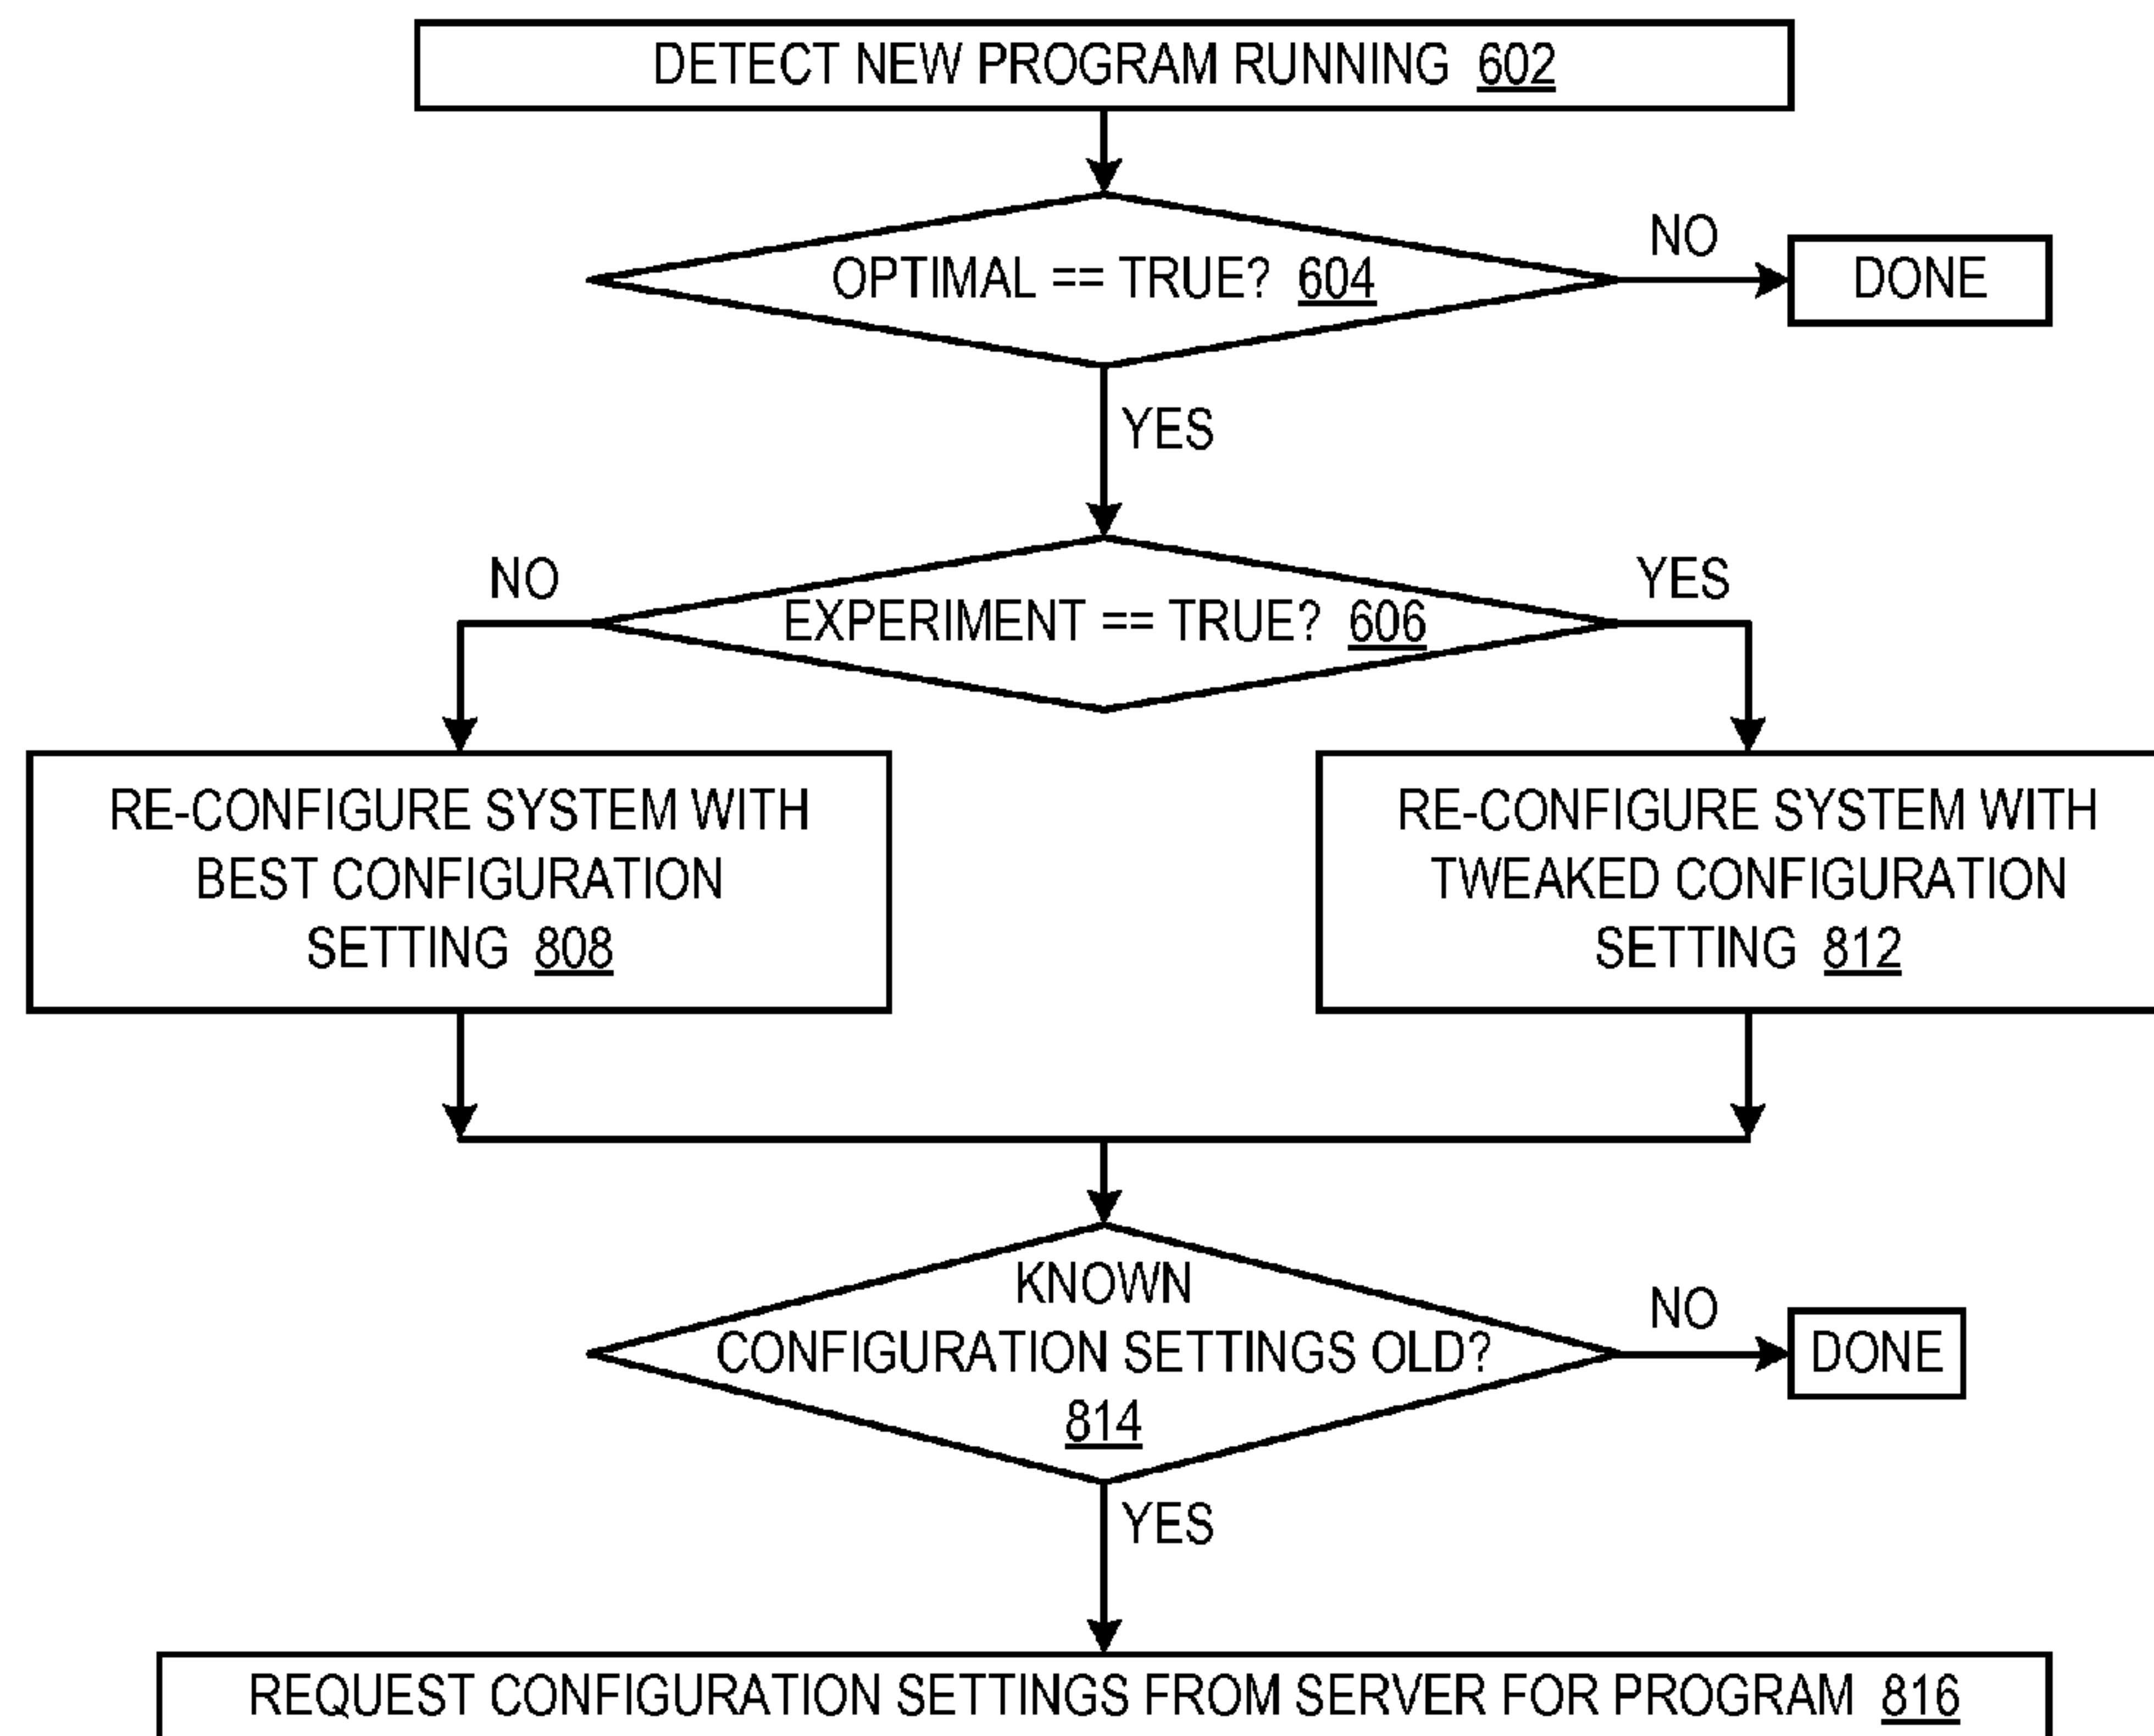 DETECT NEW PROGRAM RUNNING 602
OPTIMAL == TRUE? 604
NO
DONE
YES
EXPERIMENT == TRUE? 606
NO
YES
RE-CONFIGURE SYSTEM WITH
BEST CONFIGURATION
SETTING 808
RE-CONFIGURE SYSTEM WITH
TWEAKED CONFIGURATION
SETTING 812
KNOWN
CONFIGURATION SETTINGS OLD?
814
NO
DONE
YES
REQUEST CONFIGURATION SETTINGS FROM SERVER FOR PROGRAM 816